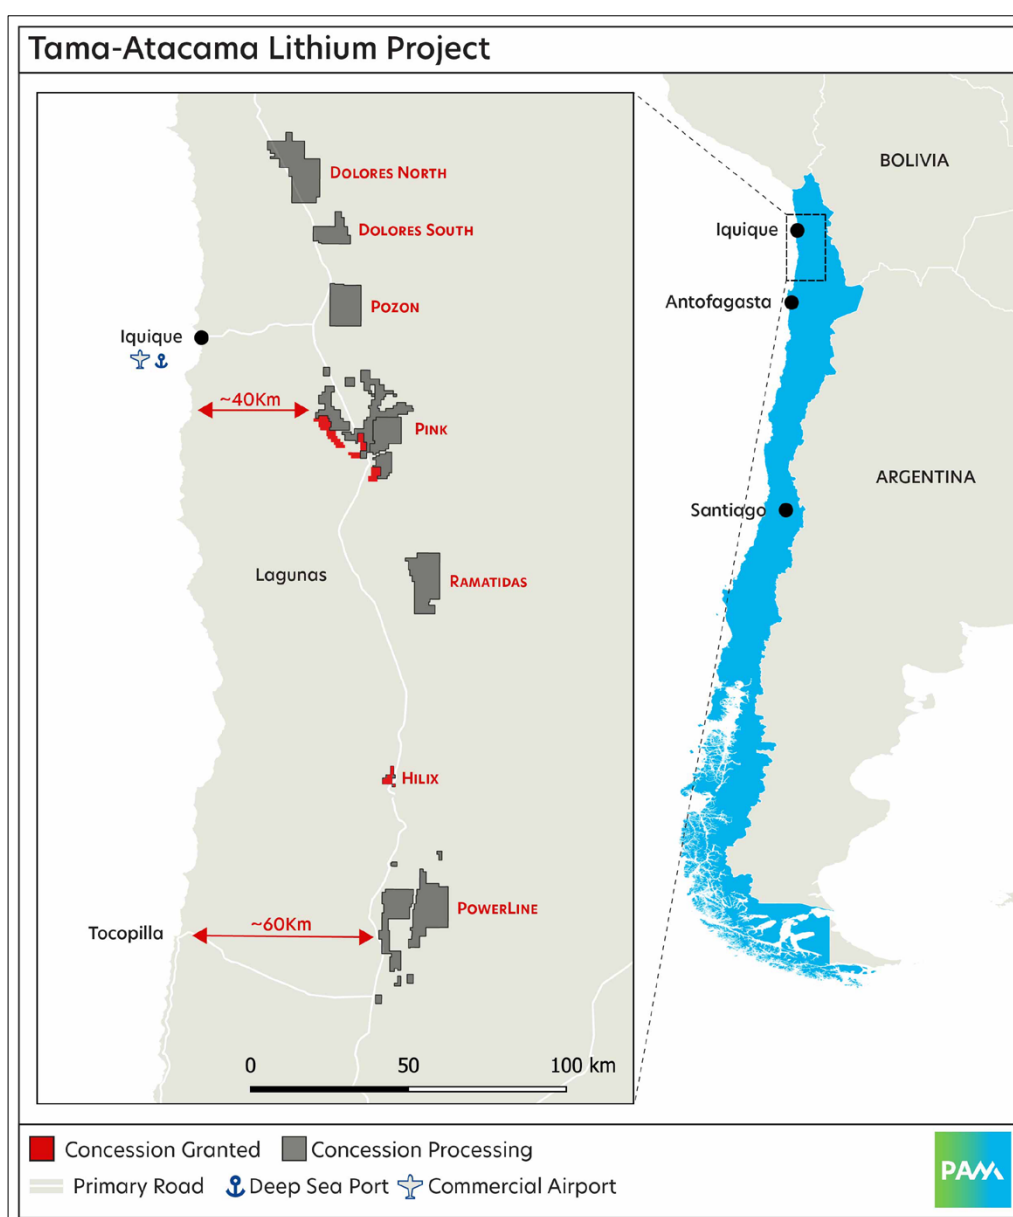 Tama-Atacama Lithium Project
DOLORES NORTH
DOLORES SOUTH
POZON
Iquique
~40Km
PINK
Lagunas
RAMATIDAS
HILIX
POWERLINE
Tocopilla
~60Km
0 50 100 km
BOLIVIA
Iquique
Antofagasta
ARGENTINA
Santiago
Concession Granted Concession Processing
Primary Road Deep Sea Port Commercial Airport
PAM